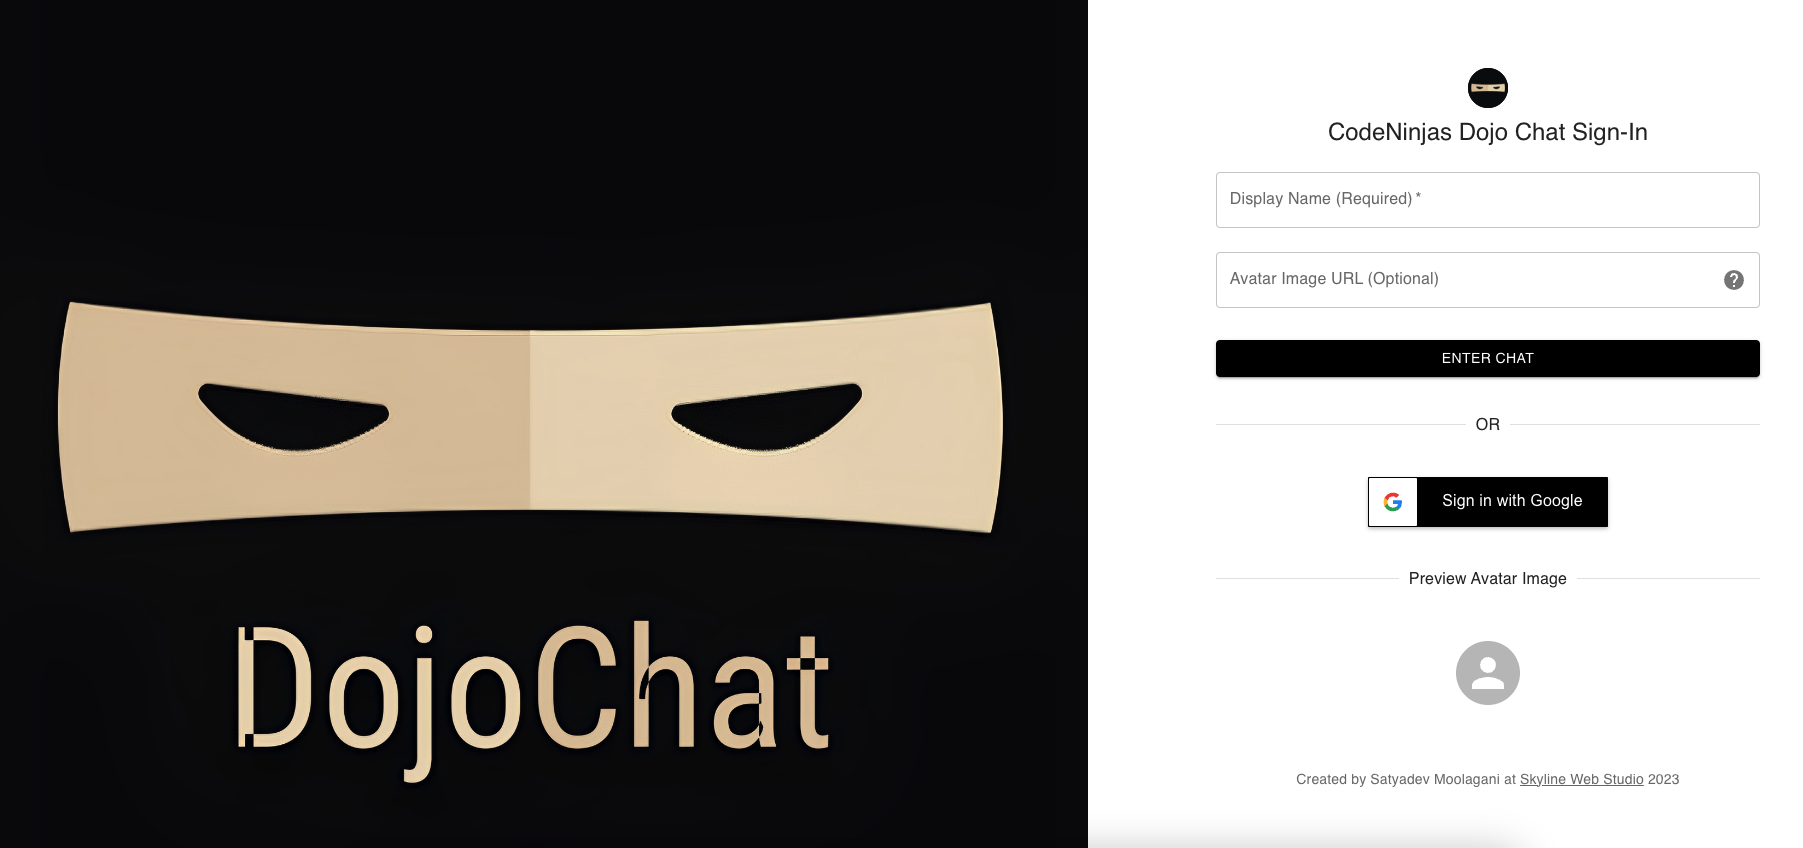 DojoChat
CodeNinjas Dojo Chat Sign-In
Display Name (Required) *
Avatar Image URL (Optional)
ENTER CHAT
OR
Sign in with Google
Preview Avatar Image
Created by Satyadev Moolagani at Skyline Web Studio 2023